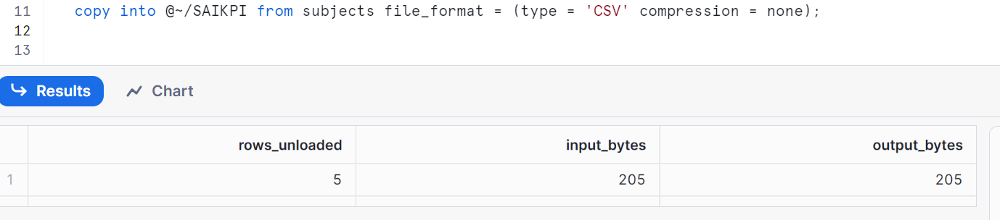 11 copy into @~/SAIKPI from subjects file_format = (type = 'CSV' compression = none);
12
13
Results Chart
rows_unloaded input_bytes output_bytes
1 5 205 205